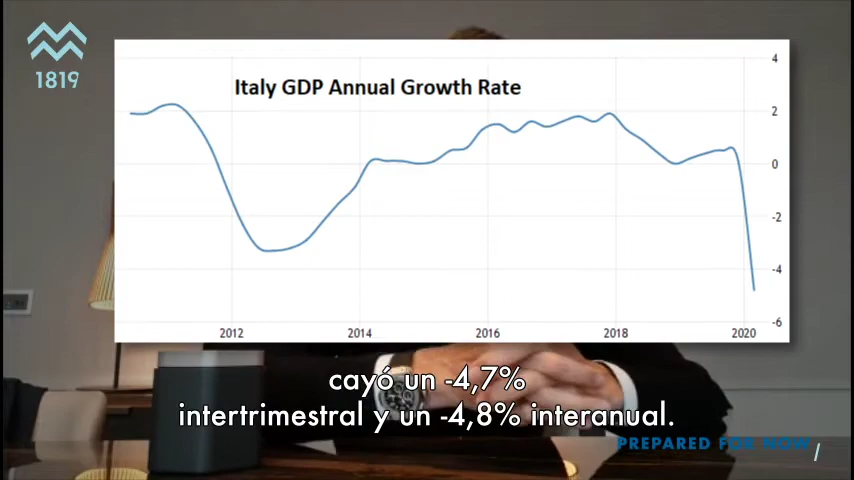 1819
Italy GDP Annual Growth Rate
4
2
0
-2
-4
-6
2012 2014 2016 2018 2020
cayó un -4,7%
intertrimestral y un -4,8% interanual.
PREPARED FOR NOW /